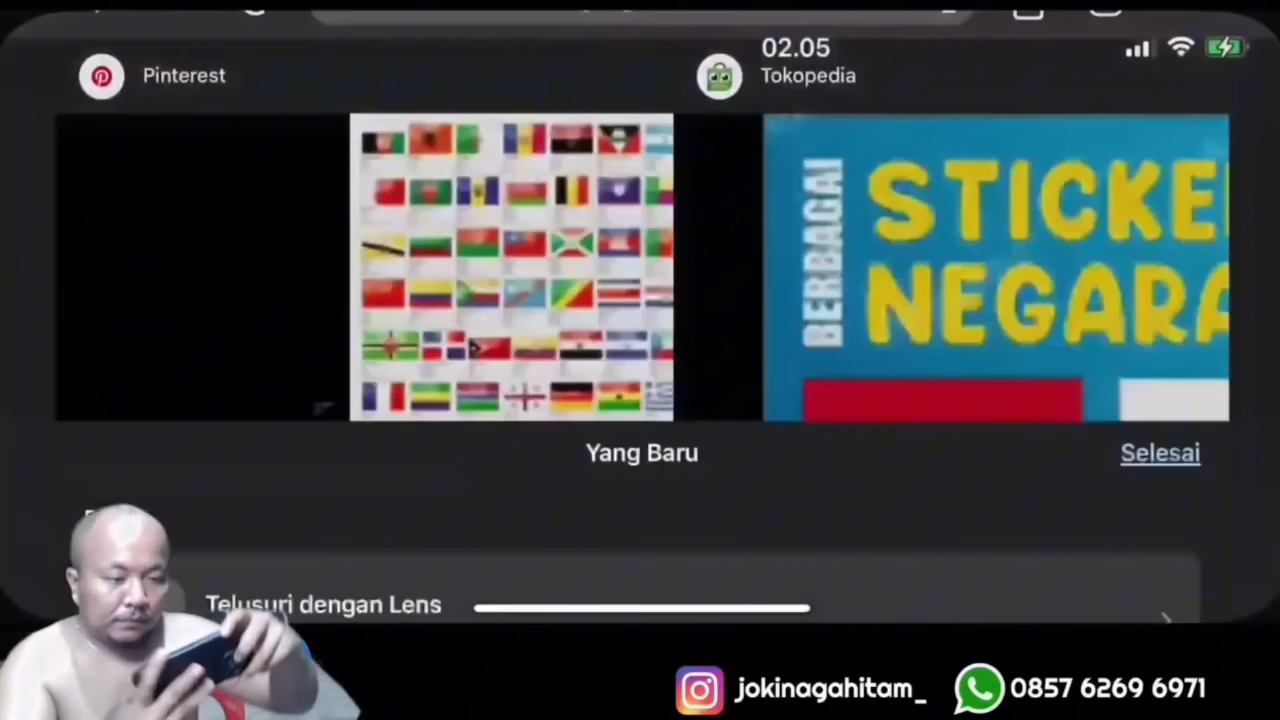 02.05
Pinterest
Tokopedia
BERBAGAI
STICKE
NEGARA
Yang Baru
Selesai
Telusuri dengan Lens
jokinagahitam_
0857 6269 6971